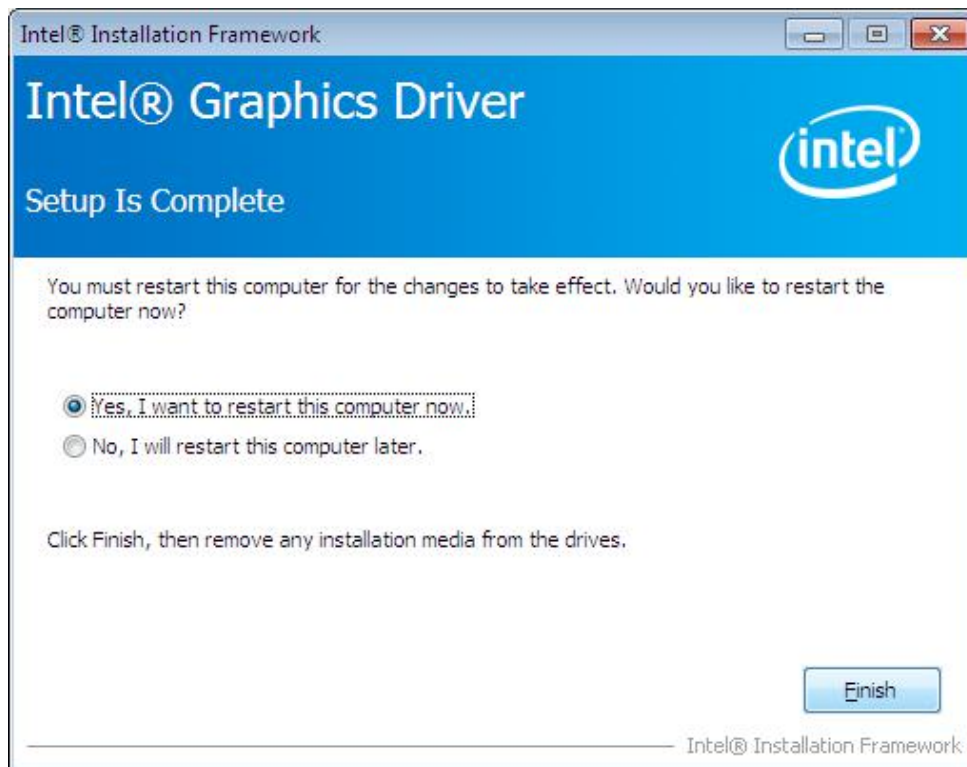 Intel® Installation Framework
Intel® Graphics Driver
intel
Setup Is Complete
You must restart this computer for the changes to take effect. Would you like to restart the
computer now?
Yes, I want to restart this computer now.
No, I will restart this computer later.
Click Finish, then remove any installation media from the drives.
Finish
Intel® Installation Framework